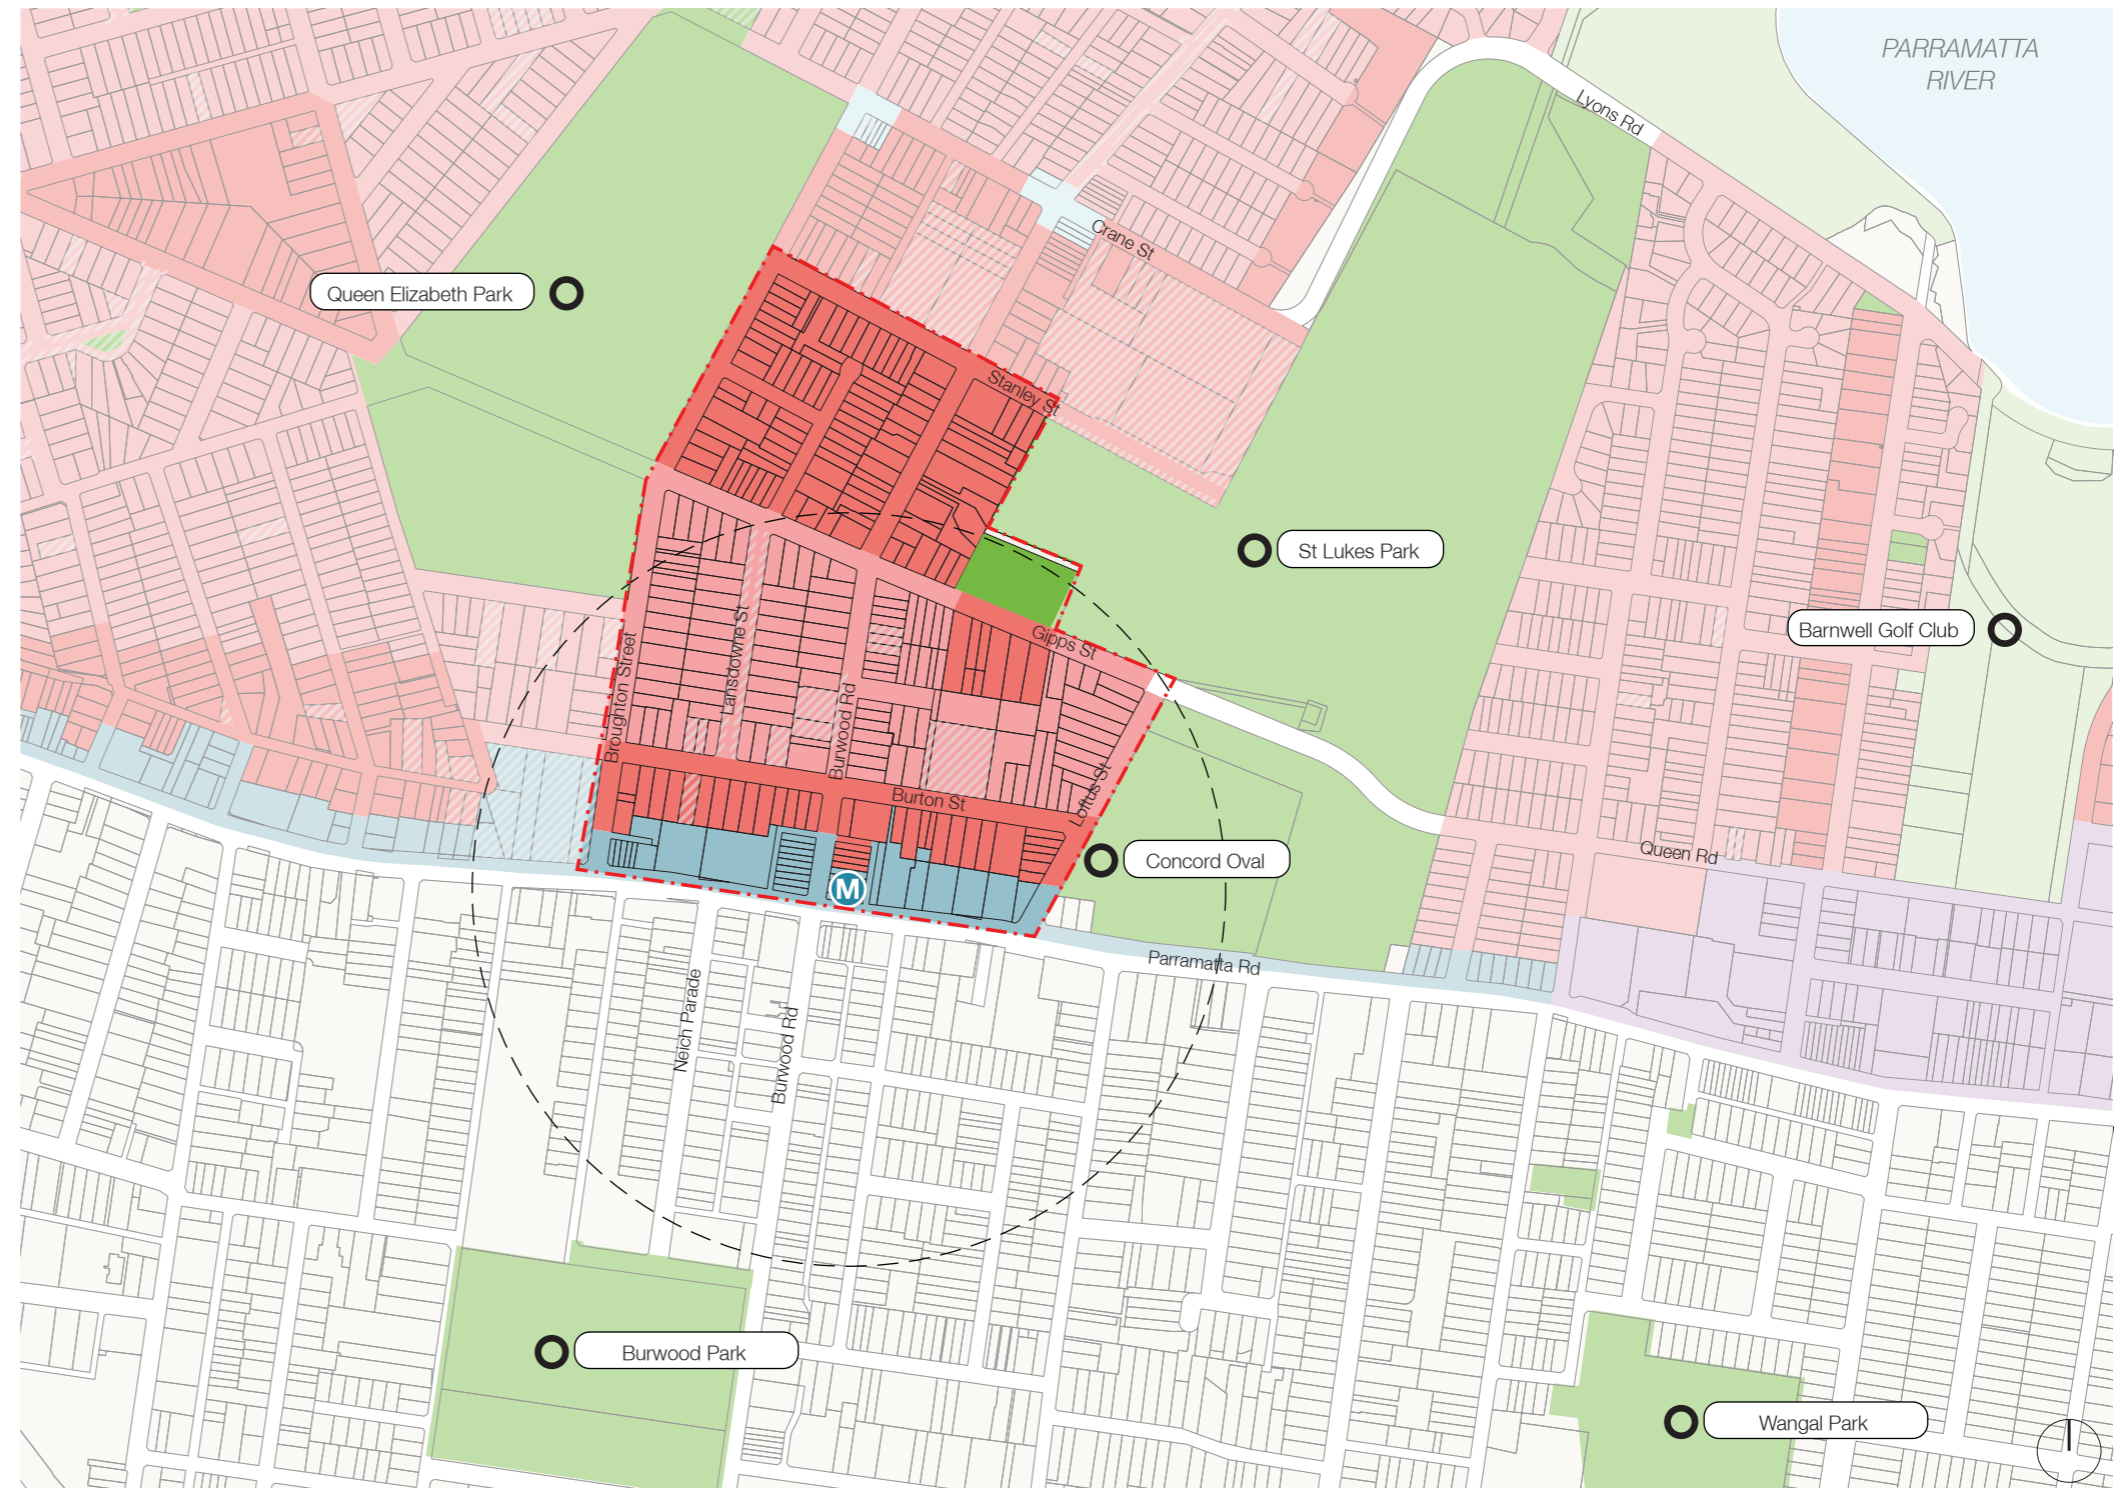 PARRAMATTA
RIVER
Lyons Rd
Crane St
Queen Elizabeth Park
Stanley St
St Lukes Park
Barnwell Golf Club
Gipps St
Lansdowne St
Broughton Street
Burwood Rd
Burton St
Loftus St
Concord Oval
Queen Rd
M
Parramatta Rd
Neich Parade
Burwood Rd
Burwood Park
Wangal Park